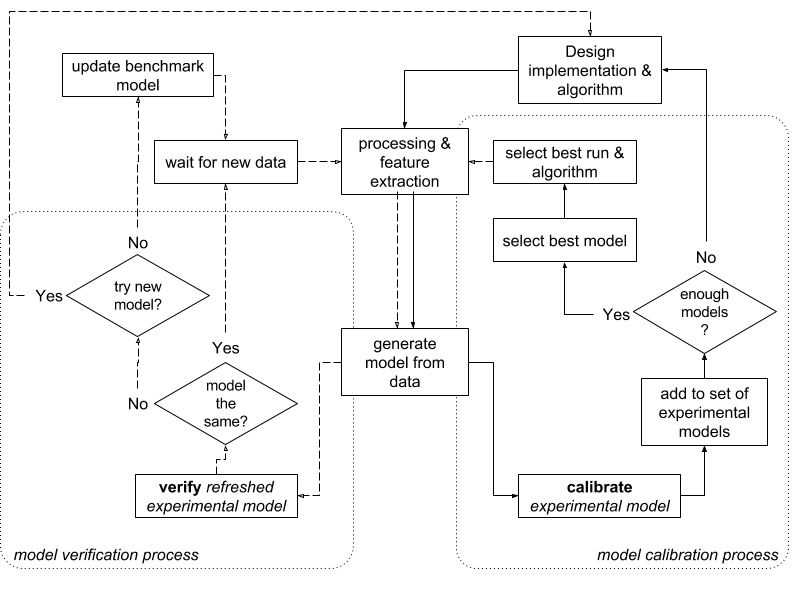 Design
implementation &
algorithm
update benchmark
model
wait for new data
processing &
feature
extraction
select best run &
algorithm
select best model
No
Yes
try new
model?
No
enough
models
?
Yes
generate
model from
data
Yes
model
the
same?
No
add to set of
experimental
models
verify refreshed
experimental model
calibrate
experimental model
model verification process
model calibration process